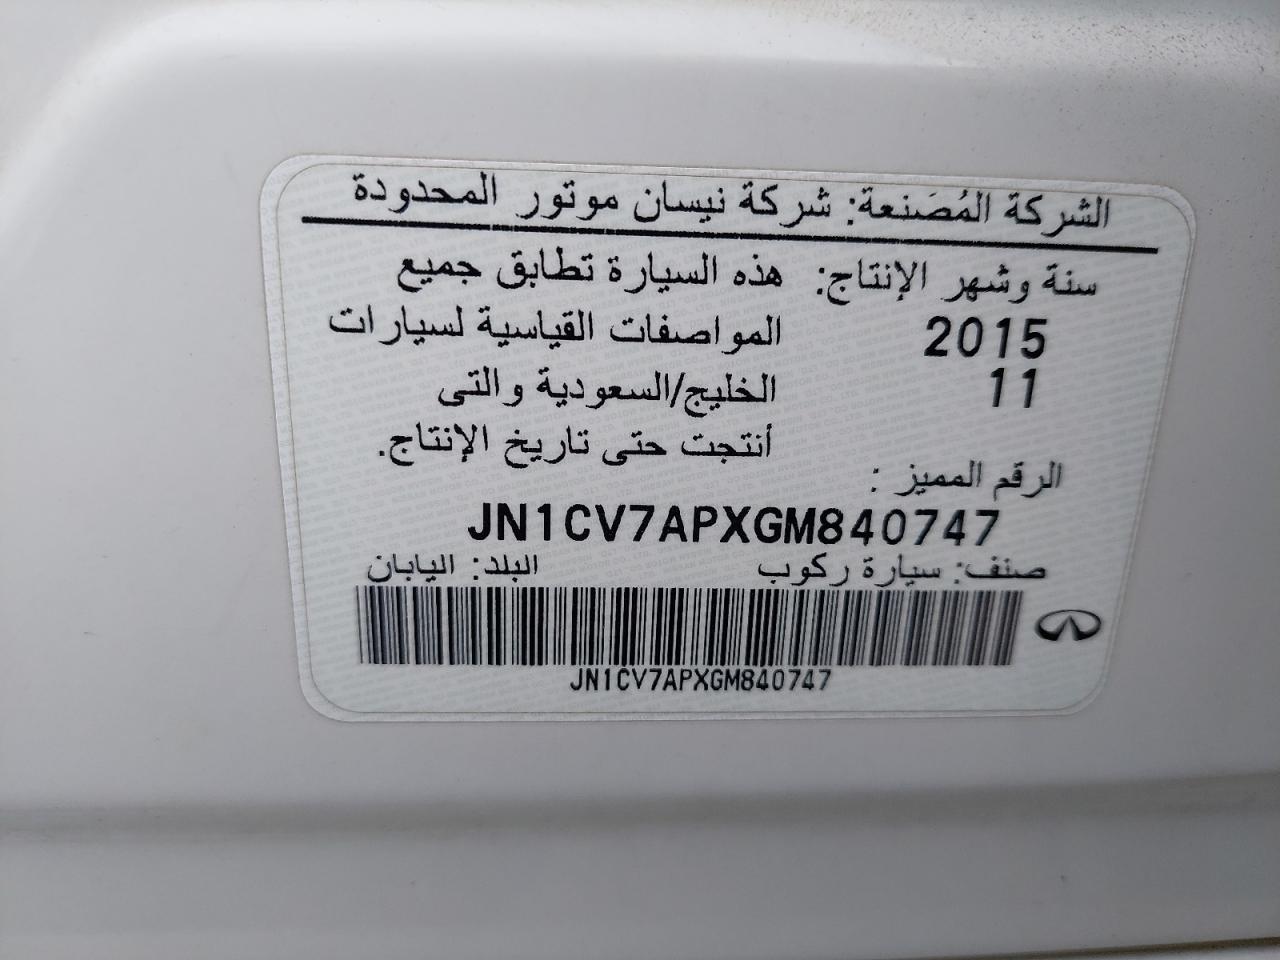 الشركة المُصَنعة: شركة نيسان موتور المحدودة
سنة وشهر الإنتاج:
2015
11
هذه السيارة تطابق جميع
المواصفات القياسية لسيارات
الخليج/السعودية والتى
أنتجت حتى تاريخ الإنتاج.
الرقم المميز :
JN1CV7APXGM840747
صنف: سيارة ركوب
البلد: اليابان
JN1CV7APXGM840747